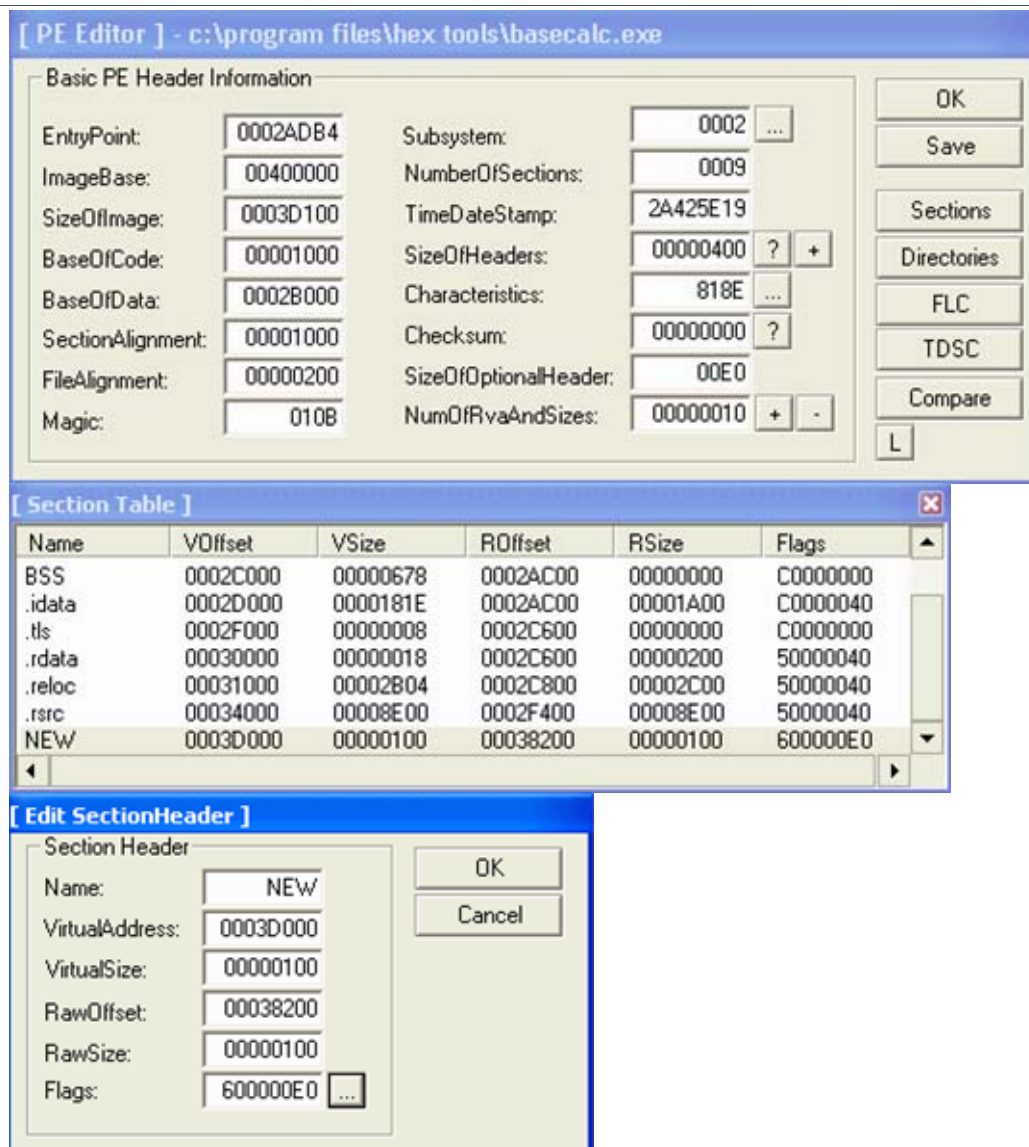 [ PE Editor ] - c:\program files\hex tools\basecalc.exe
Basic PE Header Information
EntryPoint: 0002ADB4 Subsystem: 0002 ... OK
ImageBase: 00400000 NumberOfSections: 0009 Save
SizeOfImage: 0003D100 TimeDateStamp: 2A425E19 Sections
BaseOfCode: 00001000 SizeOfHeaders: 00000400 ? + Directories
BaseOfData: 0002B000 Characteristics: 818E ... FLC
SectionAlignment: 00001000 Checksum: 00000000 ? TDSC
FileAlignment: 00000200 SizeOfOptionalHeader: 00E0 Compare
Magic: 010B NumOfRvaAndSizes: 00000010 + - L
[ Section Table ]
Name VOffset VSize ROffset RSize Flags
BSS 0002C000 00000678 0002AC00 00000000 C0000000
.idata 0002D000 0000181E 0002AC00 00001A00 C0000040
.tls 0002F000 00000008 0002C600 00000000 C0000000
.rdata 00030000 00000018 0002C600 00000200 50000040
.reloc 00031000 00002B04 0002C800 00002C00 50000040
.rsrc 00034000 00008E00 0002F400 00008E00 50000040
NEW 0003D000 00000100 00038200 00000100 600000E0
[ Edit SectionHeader ]
Section Header
Name: NEW OK
VirtualAddress: 0003D000 Cancel
VirtualSize: 00000100
RawOffset: 00038200
RawSize: 00000100
Flags: 600000E0 ...